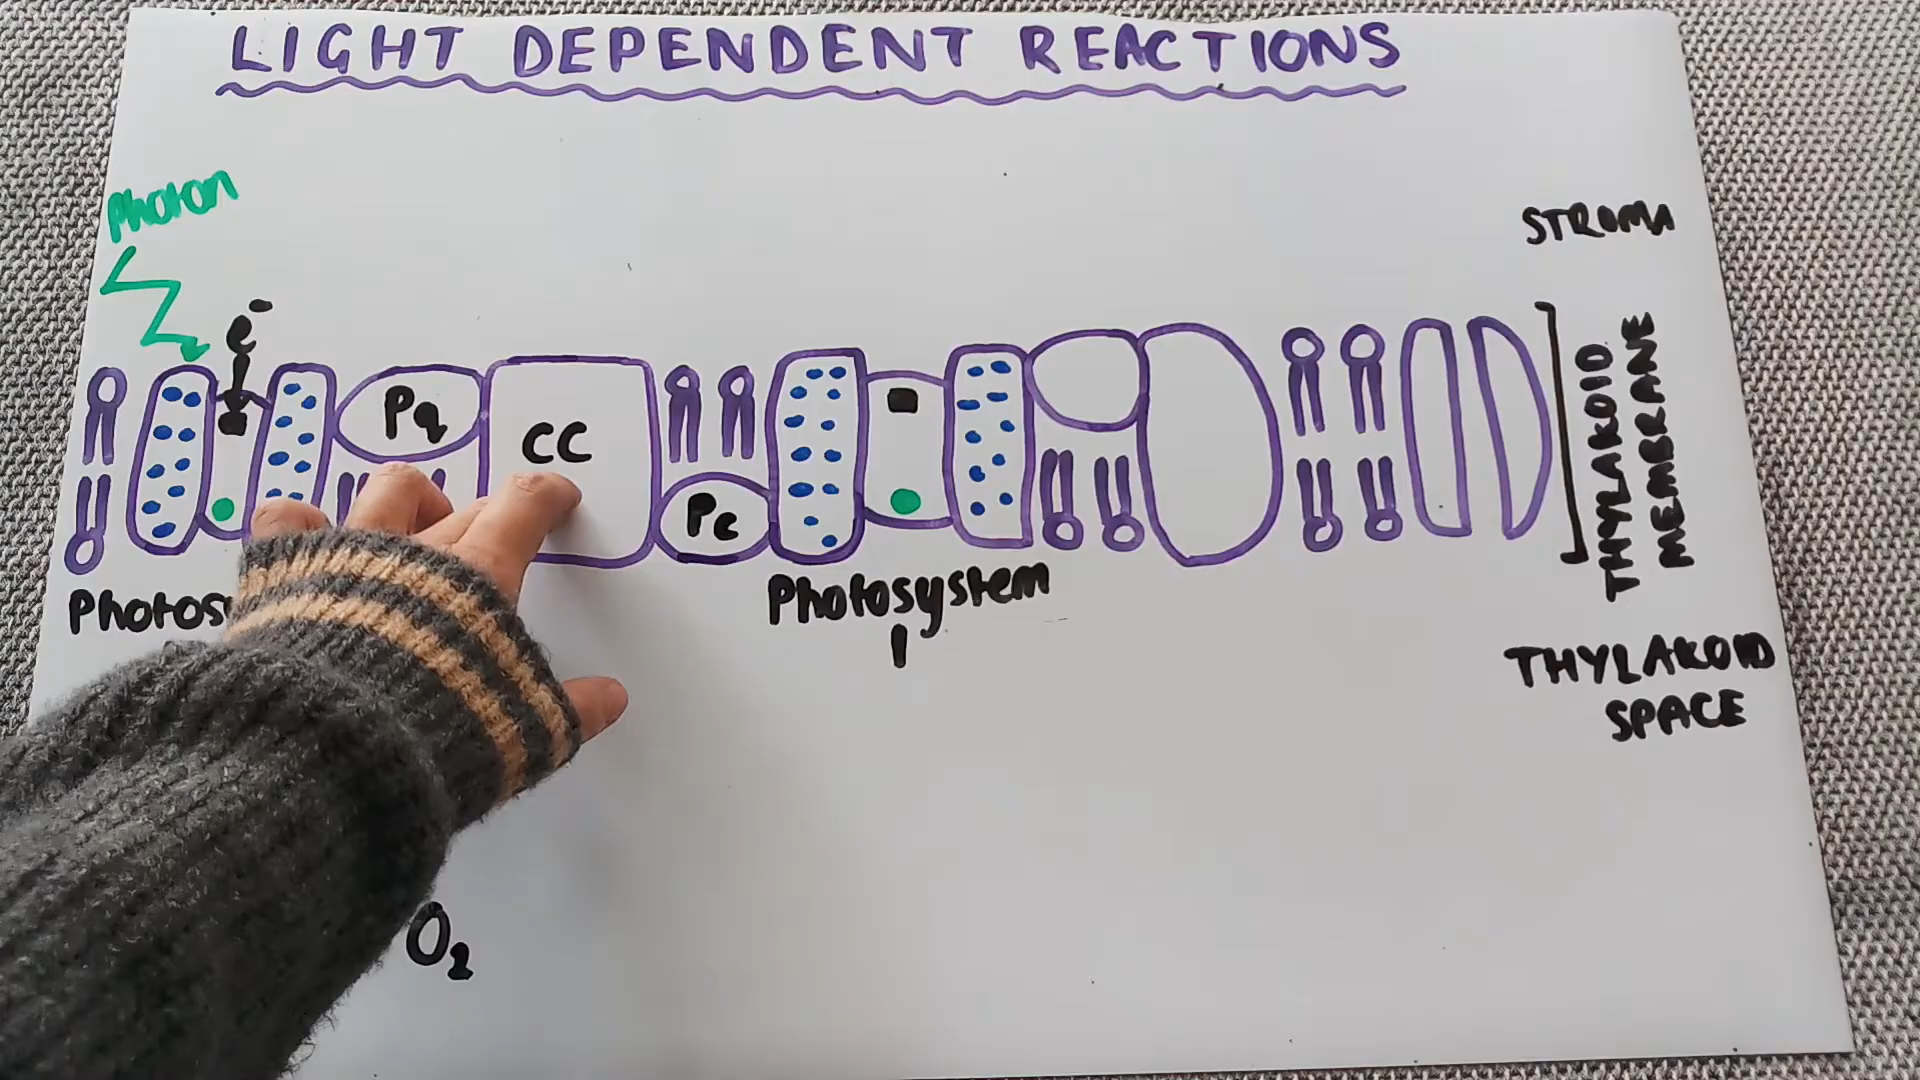 LIGHT DEPENDENT REACTIONS
Photon
STROMA
e-
Pq
CC
Pc
THYLAKOID
MEMBRANE
Photosystem
1
THYLAKOID
SPACE
O2